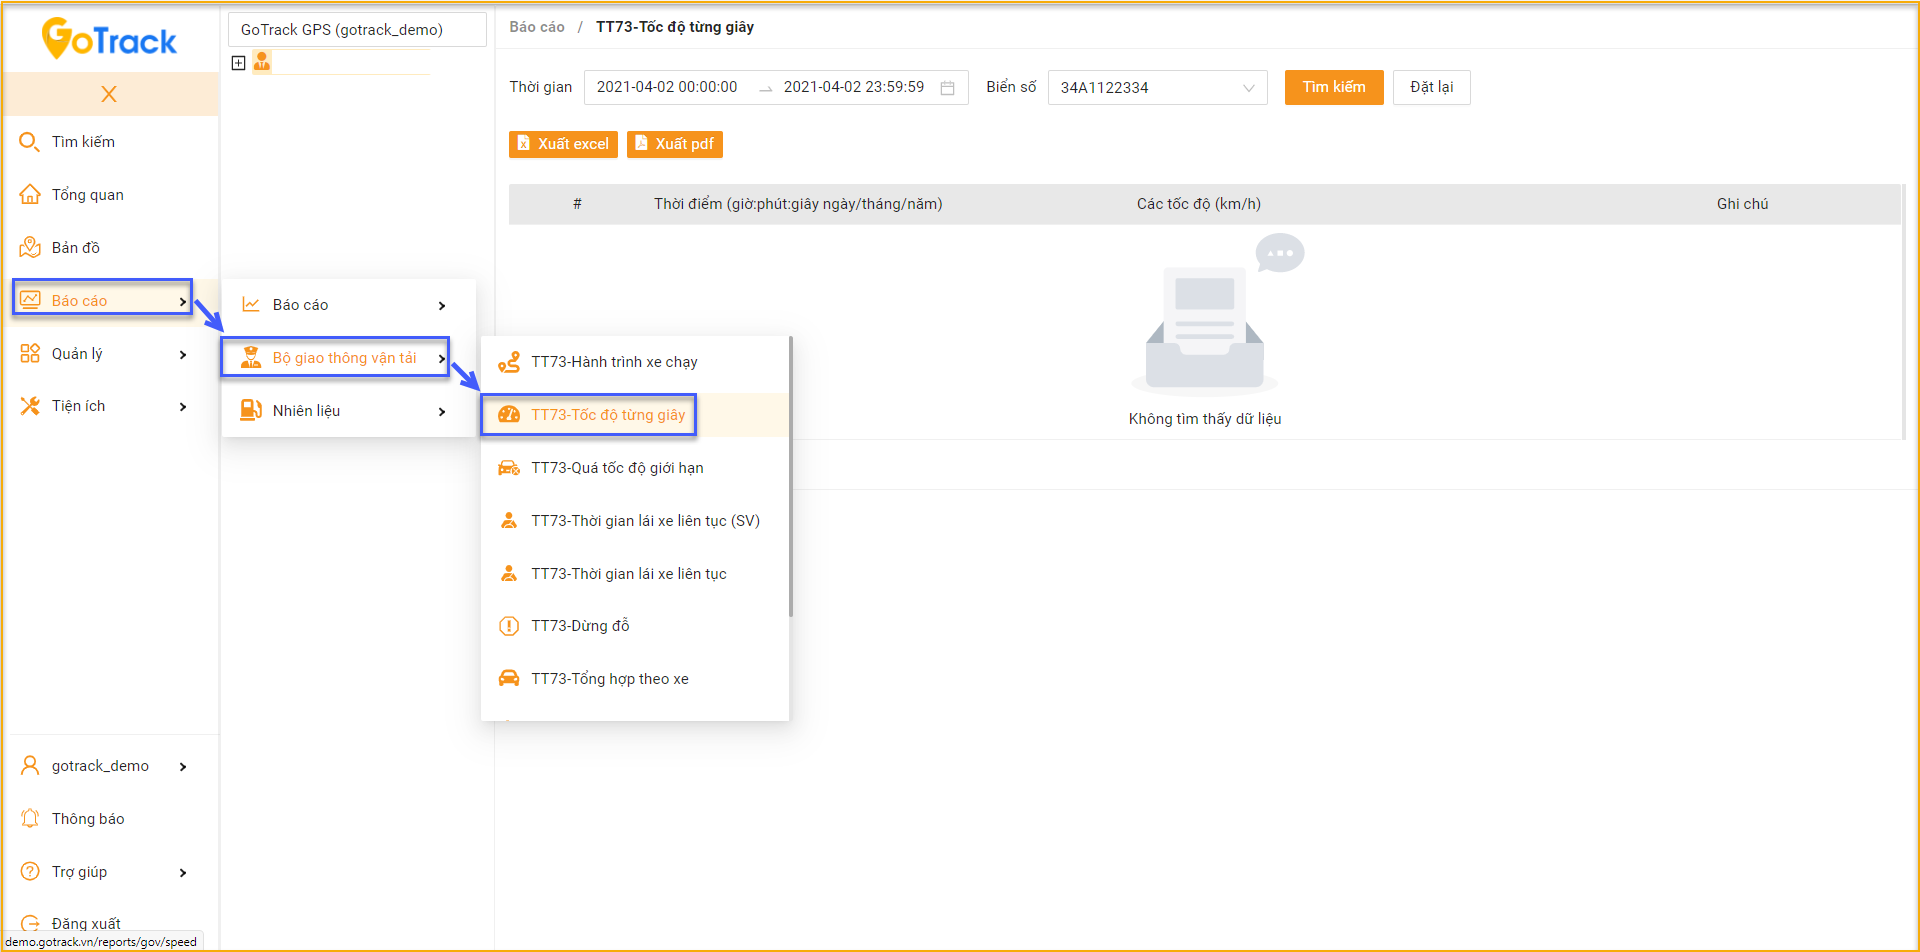 GoTrack
X
Tìm kiếm
Tổng quan
Bản đồ
Báo cáo
Quản lý
Tiện ích
gotrack_demo
Thông báo
Trợ giúp
Đăng xuất
demo.gotrack.vn/reports/gov/speed
GoTrack GPS (gotrack_demo)
Báo cáo
Bộ giao thông vận tải
Nhiên liệu
TT73-Hành trình xe chạy
TT73-Tốc độ từng giây
TT73-Quá tốc độ giới hạn
TT73-Thời gian lái xe liên tục (SV)
TT73-Thời gian lái xe liên tục
TT73-Dừng đỗ
TT73-Tổng hợp theo xe
Báo cáo / TT73-Tốc độ từng giây
Thời gian 2021-04-02 00:00:00 → 2021-04-02 23:59:59 Biển số 34A1122334 Tìm kiếm Đặt lại
Xuất excel Xuất pdf
# Thời điểm (giờ:phút:giây ngày/tháng/năm) Các tốc độ (km/h) Ghi chú
Không tìm thấy dữ liệu